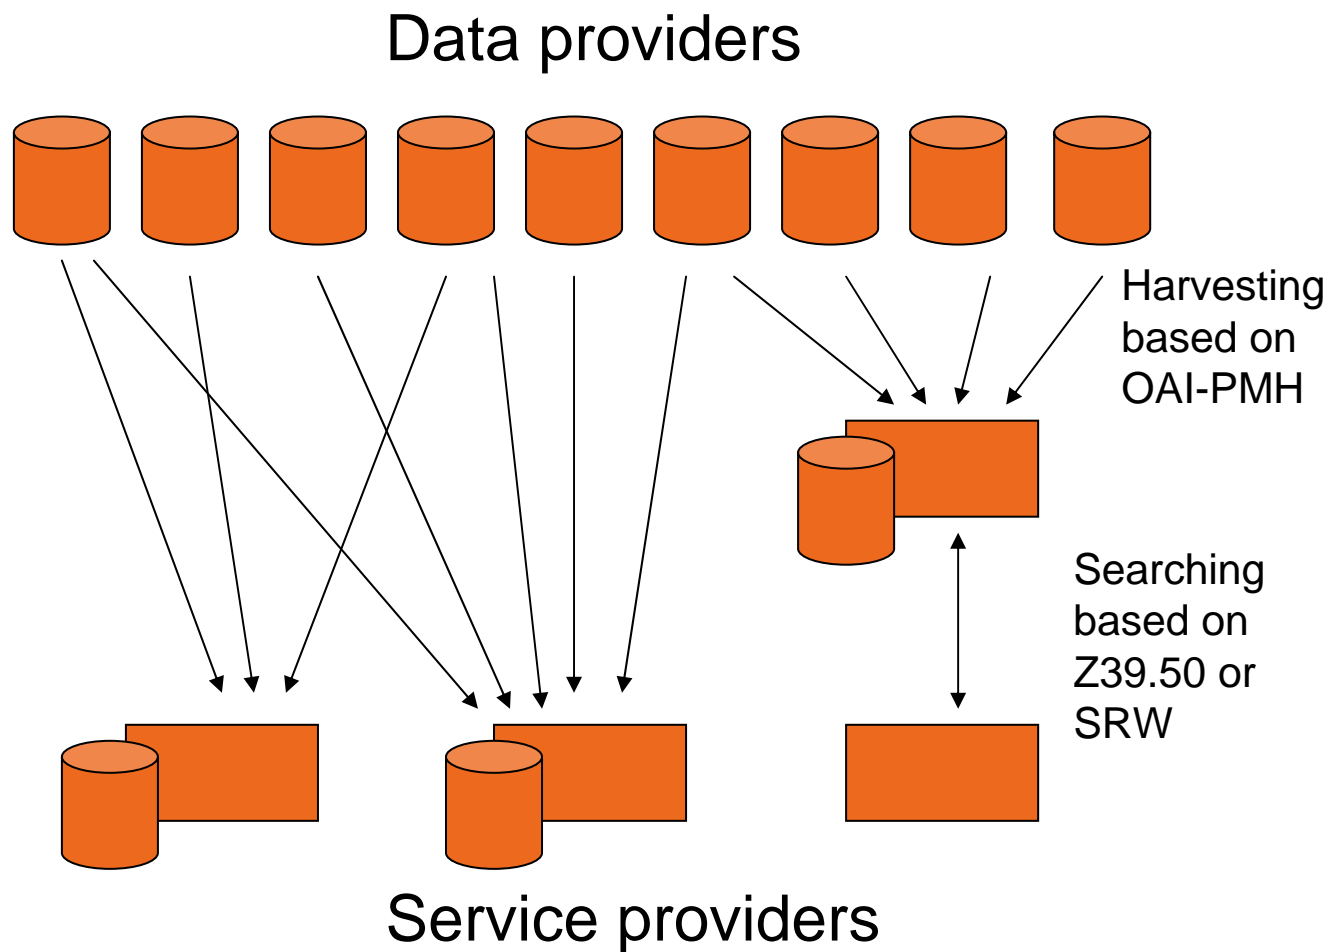 Data providers
Harvesting
based on
OAI-PMH
Searching
based on
Z39.50 or
SRW
Service providers